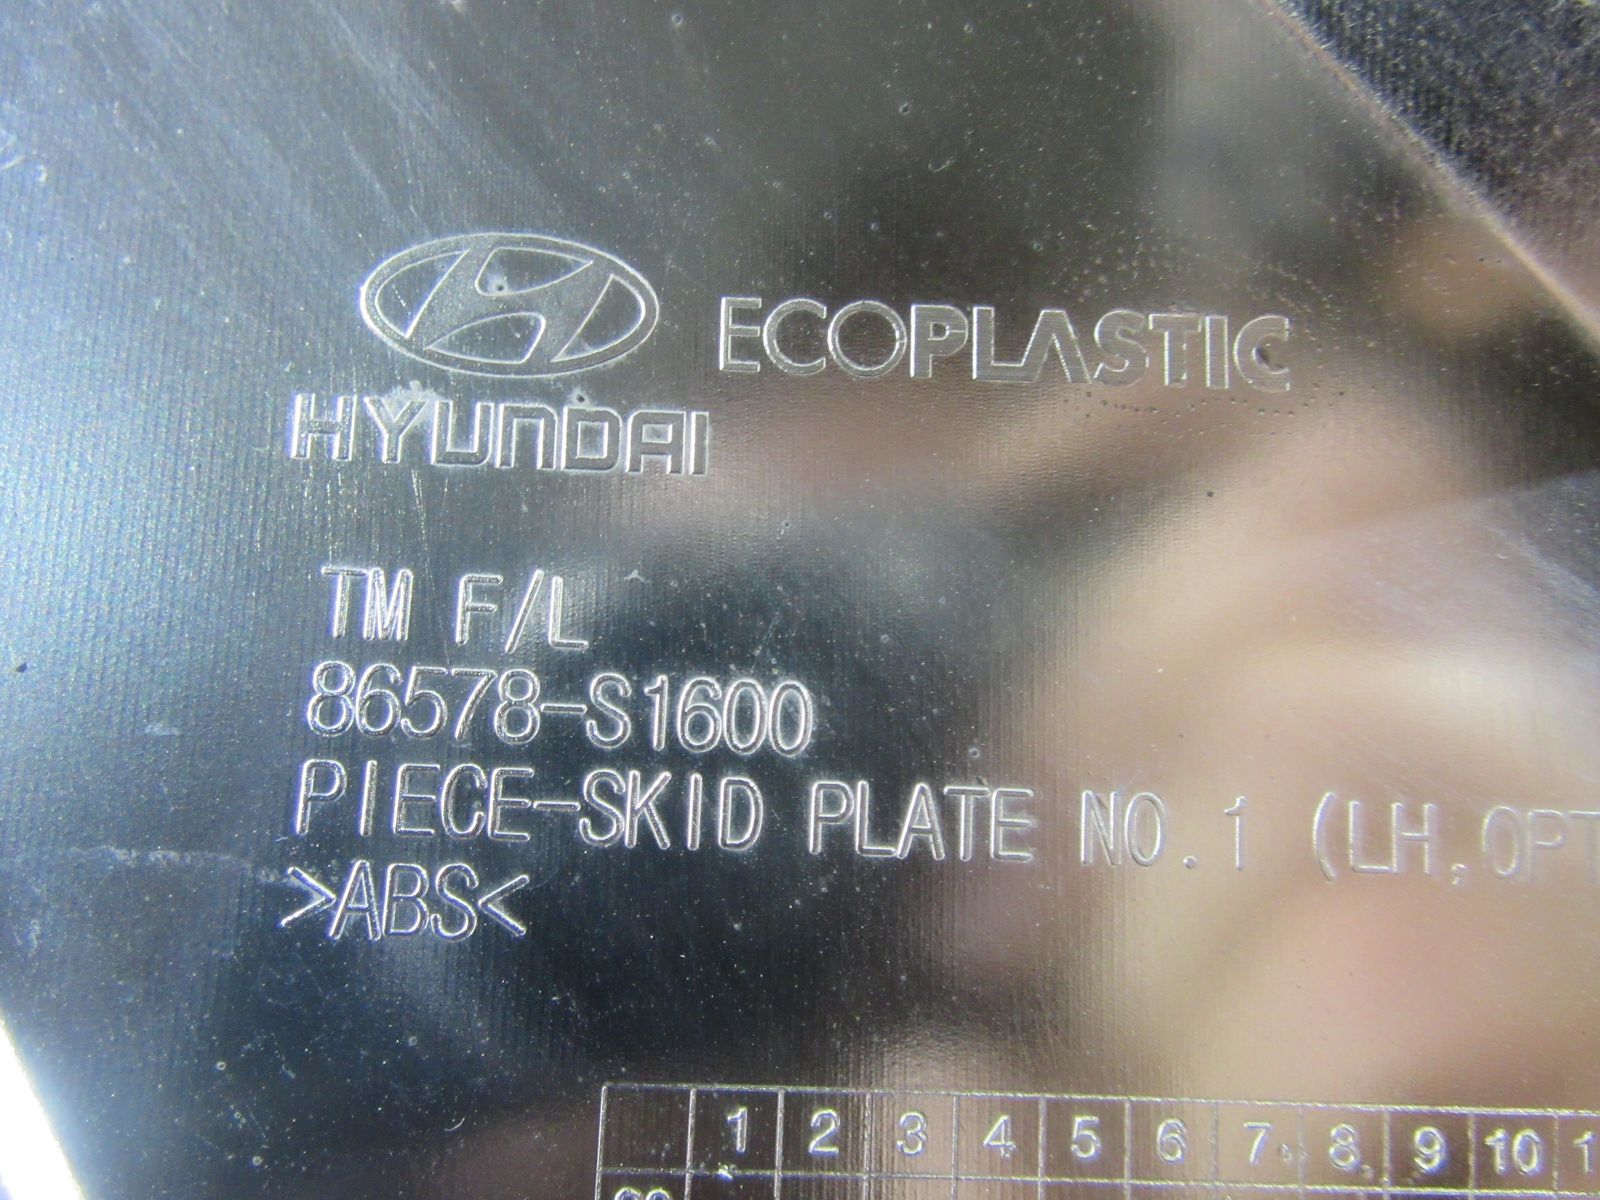 HYUNDAI ECOPLASTIC
TM F/L
86578-S1600
PIECE-SKID PLATE NO.1 (LH,OPT
>ABS<
1 2 3 4 5 6 7 8 9 10